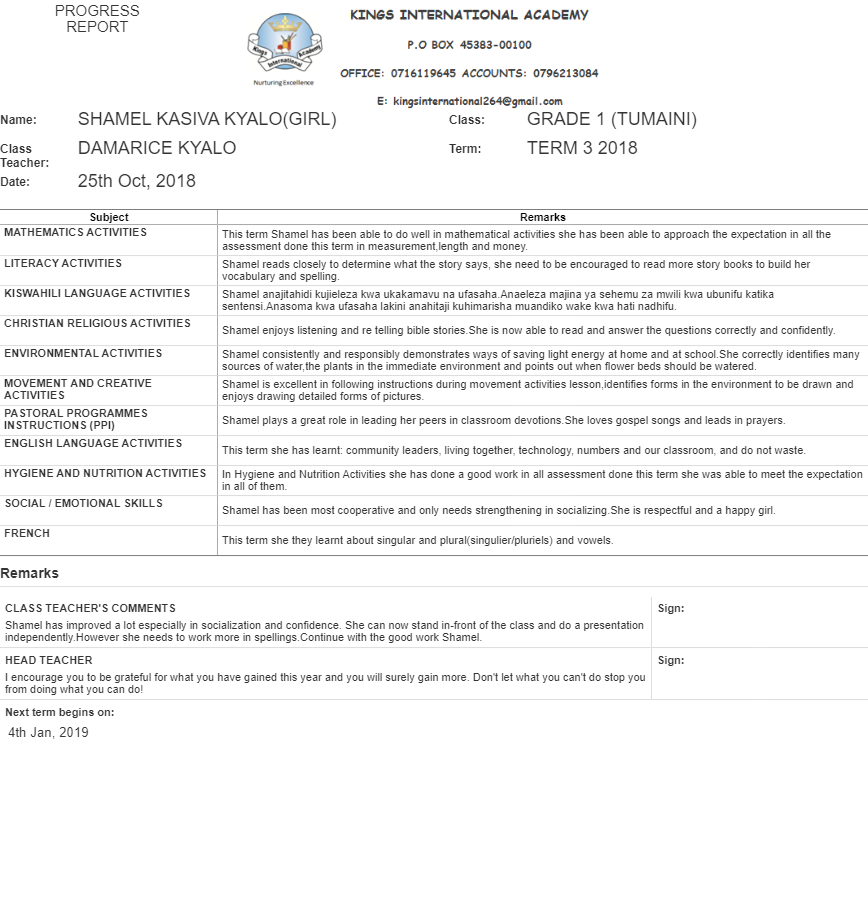 PROGRESS
REPORT
Kings International Academy
Nurturing Excellence
KINGS INTERNATIONAL ACADEMY
P.O BOX 45383-00100
OFFICE: 0716119645 ACCOUNTS: 0796213084
E: kingsinternational264@gmail.com
Name: SHAMEL KASIVA KYALO(GIRL) Class: GRADE 1 (TUMAINI)
Class Teacher: DAMARICE KYALO Term: TERM 3 2018
Date: 25th Oct, 2018
Subject Remarks
MATHEMATICS ACTIVITIES
This term Shamel has been able to do well in mathematical activities she has been able to approach the expectation in all the
assessment done this term in measurement,length and money.
LITERACY ACTIVITIES
Shamel reads closely to determine what the story says, she need to be encouraged to read more story books to build her
vocabulary and spelling.
KISWAHILI LANGUAGE ACTIVITIES
Shamel anajitahidi kujieleza kwa ukakamavu na ufasaha.Anaeleza majina ya sehemu za mwili kwa ubunifu katika
sentensi.Anasoma kwa ufasaha lakini anahitaji kuhimarisha muandiko wake kwa hati nadhifu.
CHRISTIAN RELIGIOUS ACTIVITIES
Shamel enjoys listening and re telling bible stories.She is now able to read and answer the questions correctly and confidently.
ENVIRONMENTAL ACTIVITIES
Shamel consistently and responsibly demonstrates ways of saving light energy at home and at school.She correctly identifies many
sources of water,the plants in the immediate environment and points out when flower beds should be watered.
MOVEMENT AND CREATIVE
ACTIVITIES
Shamel is excellent in following instructions during movement activities lesson,identifies forms in the environment to be drawn and
enjoys drawing detailed forms of pictures.
PASTORAL PROGRAMMES
INSTRUCTIONS (PPI)
Shamel plays a great role in leading her peers in classroom devotions.She loves gospel songs and leads in prayers.
ENGLISH LANGUAGE ACTIVITIES
This term she has learnt: community leaders, living together, technology, numbers and our classroom, and do not waste.
HYGIENE AND NUTRITION ACTIVITIES
In Hygiene and Nutrition Activities she has done a good work in all assessment done this term she was able to meet the expectation
in all of them.
SOCIAL / EMOTIONAL SKILLS
Shamel has been most cooperative and only needs strengthening in socializing.She is respectful and a happy girl.
FRENCH
This term she they learnt about singular and plural(singulier/pluriels) and vowels.
Remarks
CLASS TEACHER'S COMMENTS
Shamel has improved a lot especially in socialization and confidence. She can now stand in-front of the class and do a presentation
independently.However she needs to work more in spellings.Continue with the good work Shamel.
Sign:
HEAD TEACHER
I encourage you to be grateful for what you have gained this year and you will surely gain more. Don't let what you can't do stop you
from doing what you can do!
Sign:
Next term begins on:
4th Jan, 2019